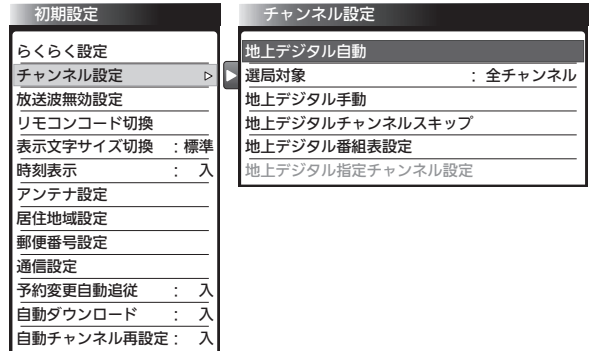 初期設定
らくらく設定
チャンネル設定
放送波無効設定
リモコンコード切換
表示文字サイズ切換 : 標準
時刻表示 : 入
アンテナ設定
居住地域設定
郵便番号設定
通信設定
予約変更自動追従 : 入
自動ダウンロード : 入
自動チャンネル再設定 : 入
チャンネル設定
地上デジタル自動
選局対象 : 全チャンネル
地上デジタル手動
地上デジタルチャンネルスキップ
地上デジタル番組表設定
地上デジタル指定チャンネル設定